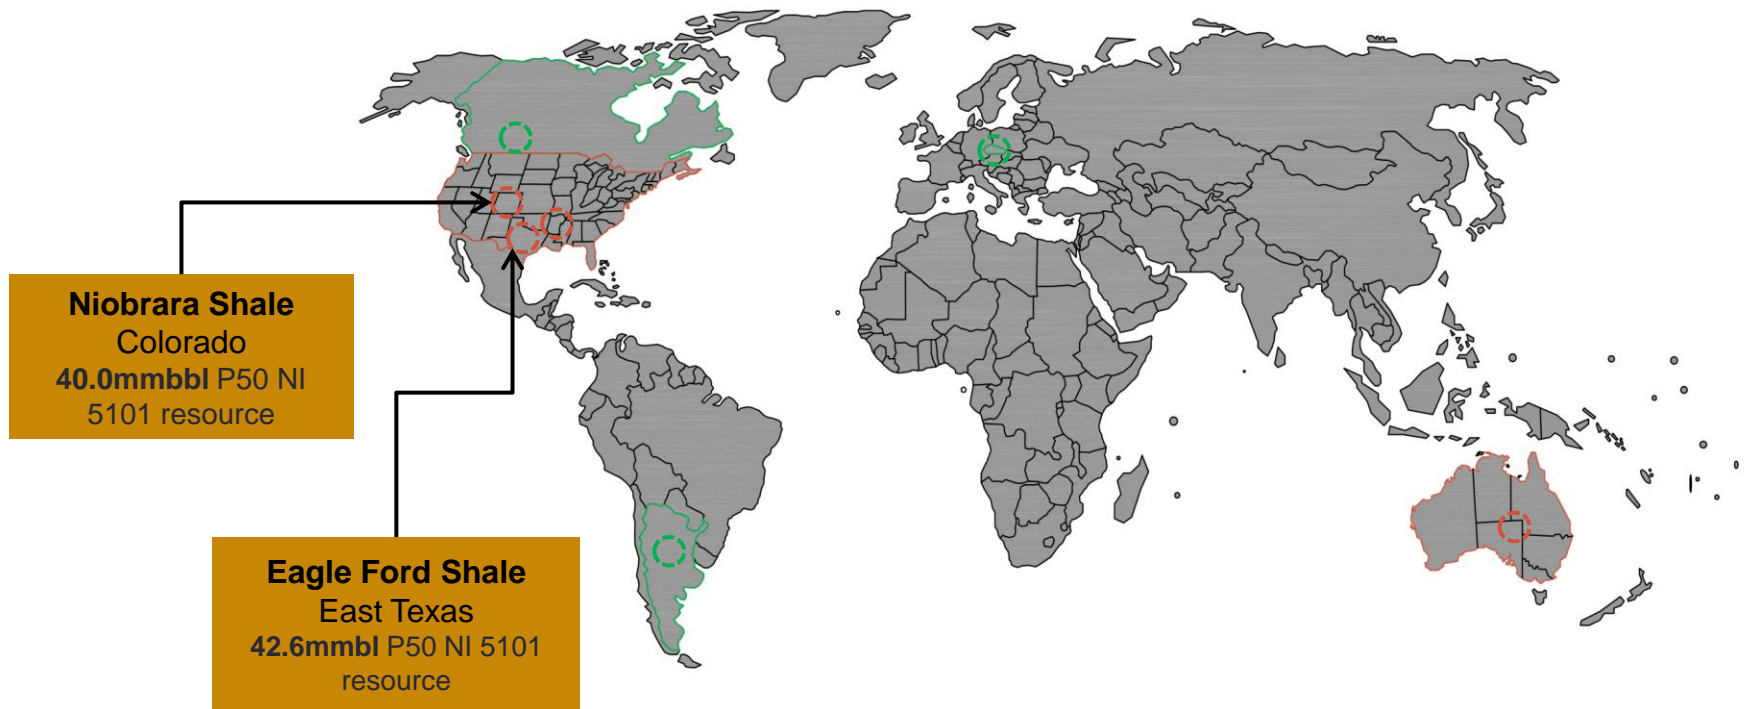 Niobrara Shale
Colorado
40.0mmbbl P50 NI
5101 resource
Eagle Ford Shale
East Texas
42.6mmbl P50 NI 5101
resource